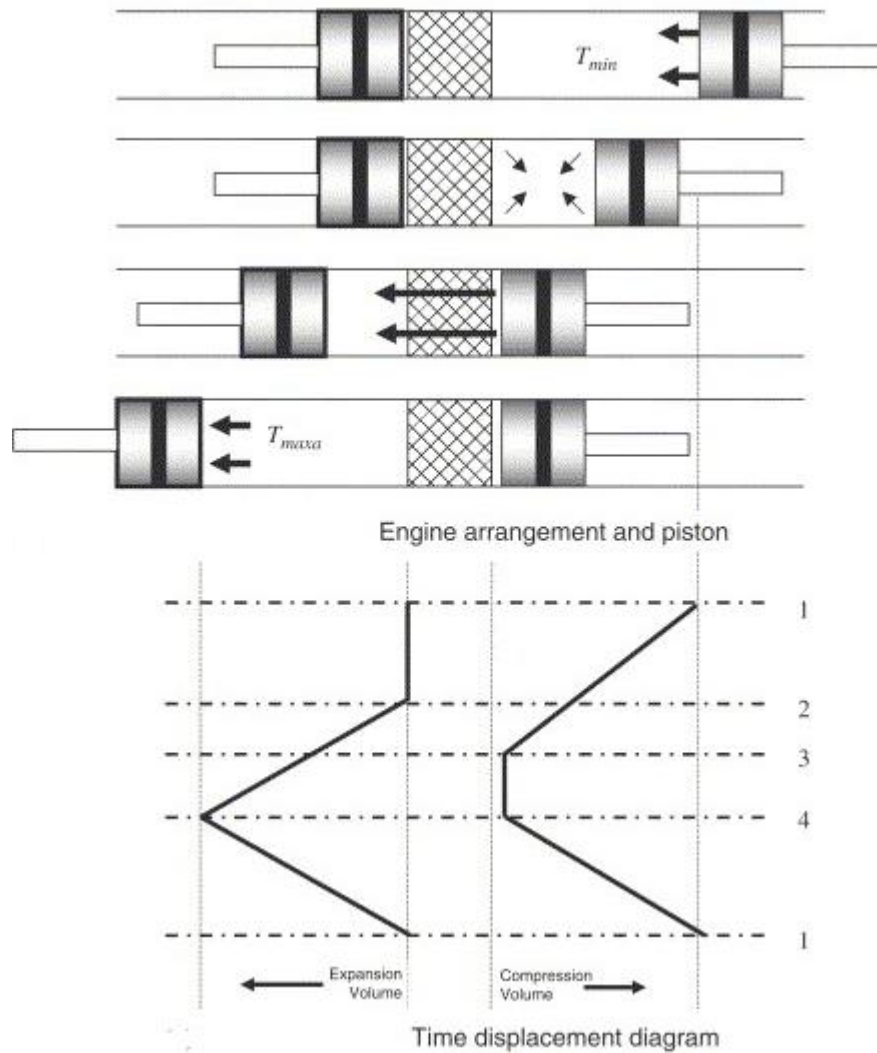 T_min
T_maxa
Engine arrangement and piston
1
2
3
4
1
Expansion
Volume
Compression
Volume
Time displacement diagram